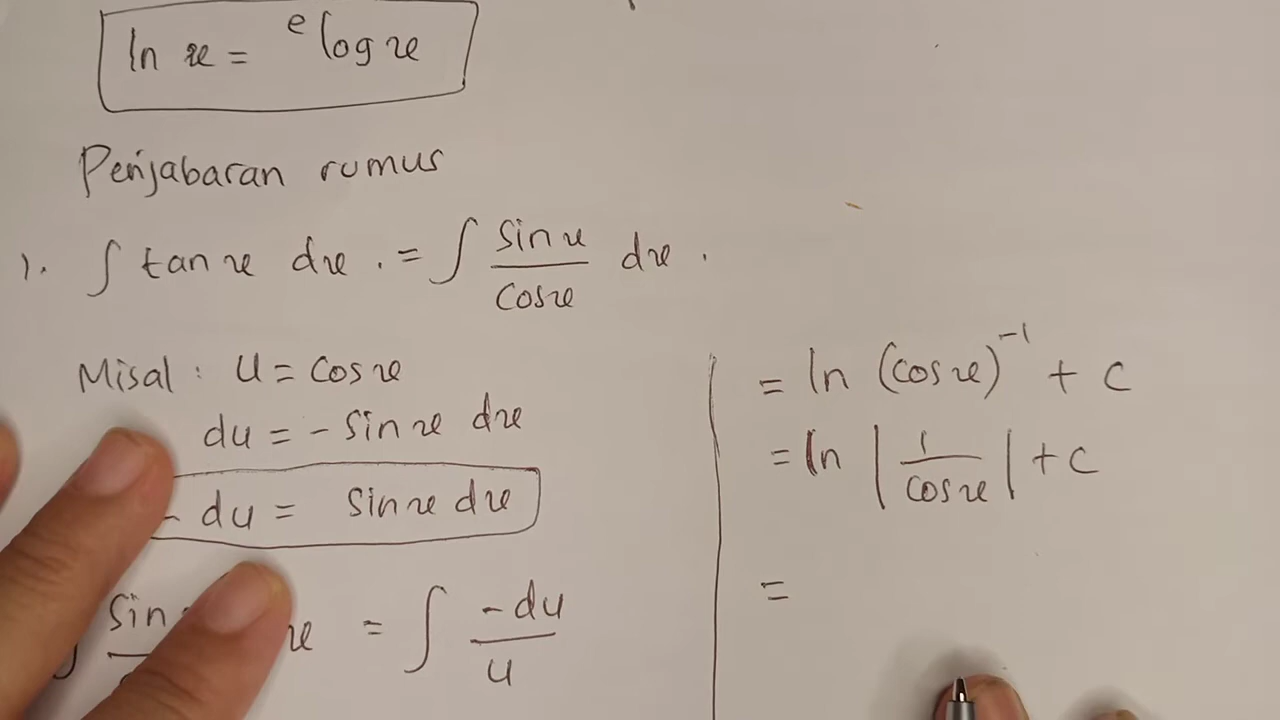 ln x = ᵉlog x
Penjabaran rumus
1. ∫ tan x dx . = ∫ sin x / cos x dx .
Misal : u = cos x
du = - sin x dx
- du = sin x dx
sin x = ∫ -du / u
= ln (cos x)⁻¹ + c
= ln | 1 / cos x | + c
=